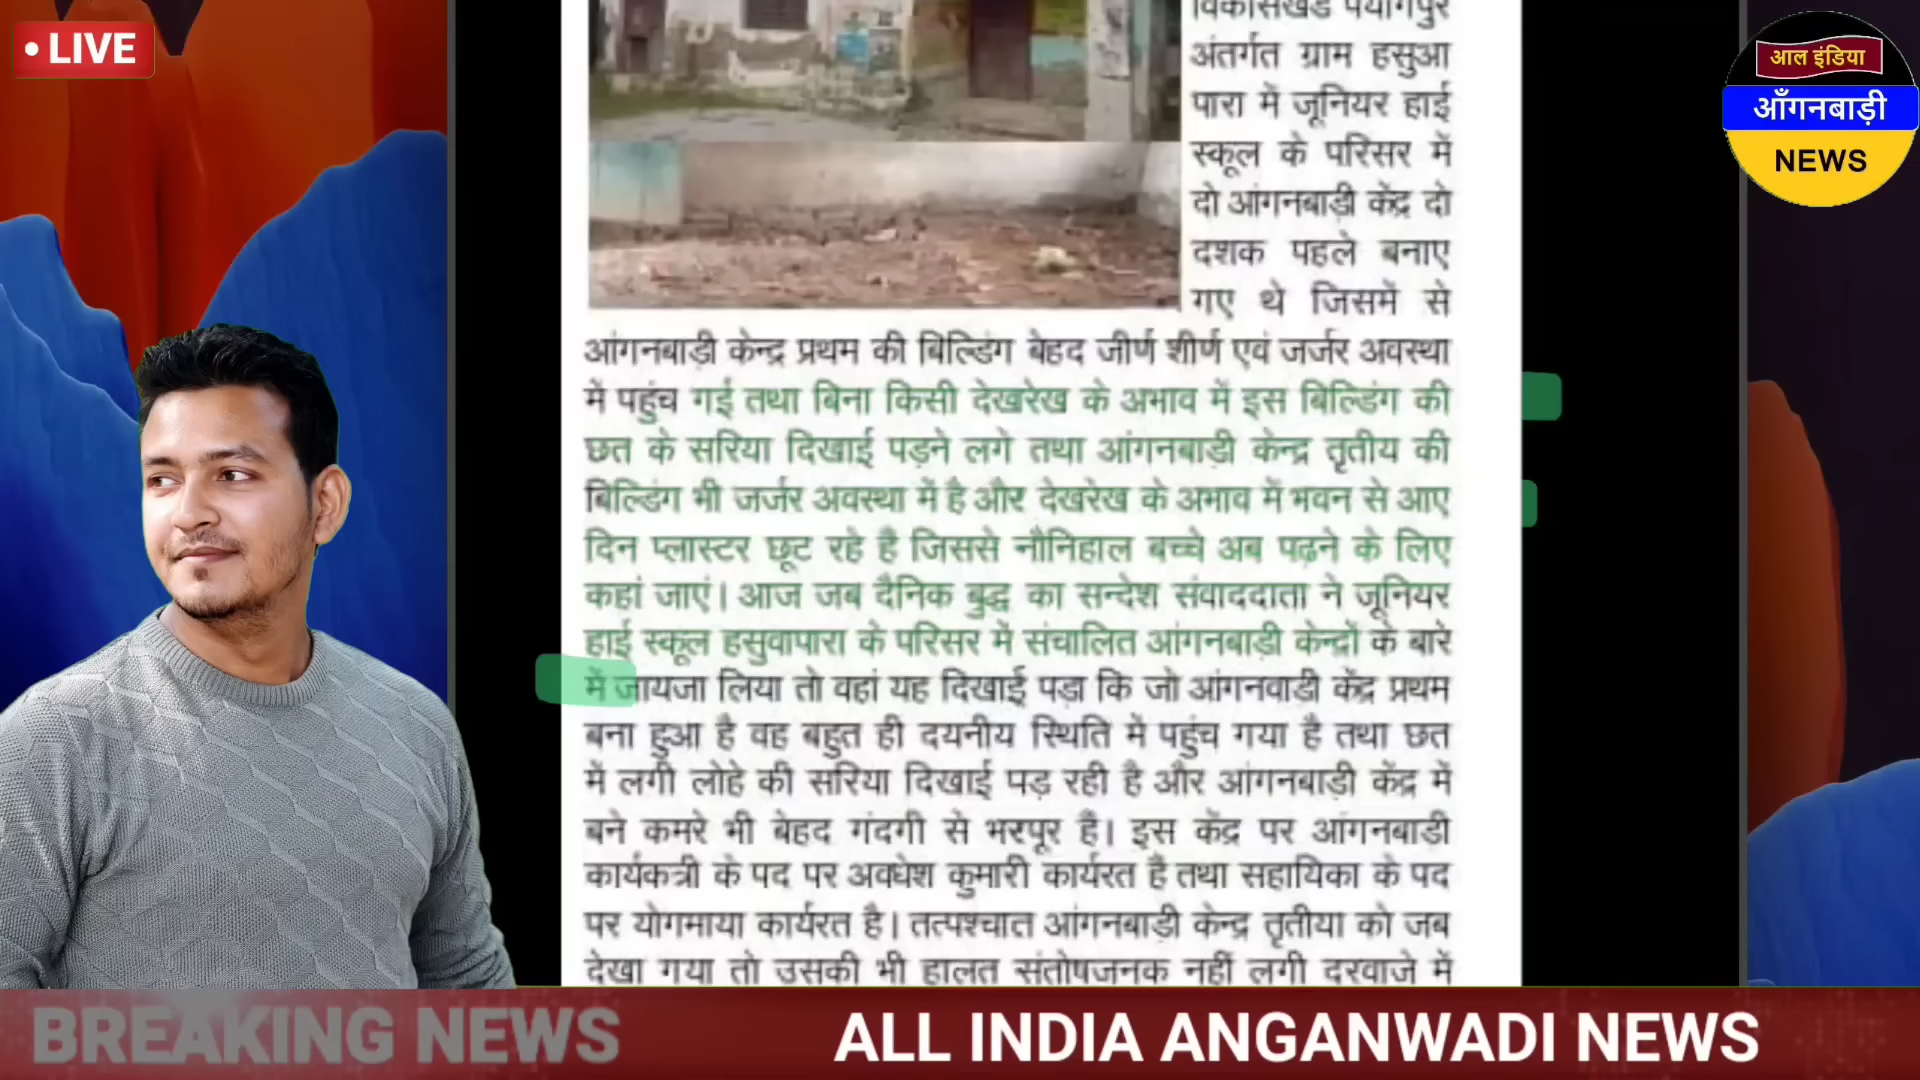 • LIVE
आल इंडिया
आँगनबाड़ी
NEWS
विकासखंड पयागपुर
अंतर्गत ग्राम हसुआ
पारा में जूनियर हाई
स्कूल के परिसर में
दो आंगनबाड़ी केंद्र दो
दशक पहले बनाए
गए थे जिसमें से
आंगनबाड़ी केन्द्र प्रथम की बिल्डिंग बेहद जीर्ण शीर्ण एवं जर्जर अवस्था
में पहुंच गई तथा बिना किसी देखरेख के अभाव में इस बिल्डिंग की
छत के सरिया दिखाई पड़ने लगे तथा आंगनबाडी केन्द्र तृतीय की
बिल्डिंग भी जर्जर अवस्था में है और देखरेख के अभाव में भवन से आए
दिन प्लास्टर छूट रहे हैं जिससे नौनिहाल बच्चे अब पढ़ने के लिए
कहां जाएं। आज जब दैनिक बुद्ध का सन्देश संवाददाता ने जूनियर
हाई स्कूल हसुवापारा के परिसर में संचालित आंगनबाड़ी केन्द्रों के बारे
में जायजा लिया तो वहां यह दिखाई पड़ा कि जो आंगनवाडी केंद्र प्रथम
बना हुआ है वह बहुत ही दयनीय स्थिति में पहुंच गया है तथा छत
में लगी लोहे की सरिया दिखाई पड़ रही है और आंगनबाड़ी केंद्र में
बने कमरे भी बेहद गंदगी से भरपूर है। इस केंद्र पर आंगनबाडी
कार्यकत्री के पद पर अवधेश कुमारी कार्यरत है तथा सहायिका के पद
पर योगमाया कार्यरत है। तत्पश्चात आंगनबाड़ी केन्द्र तृतीया को जब
देखा गया तो उसकी भी हालत संतोषजनक नहीं लगी दरवाजे में
BREAKING NEWS
ALL INDIA ANGANWADI NEWS